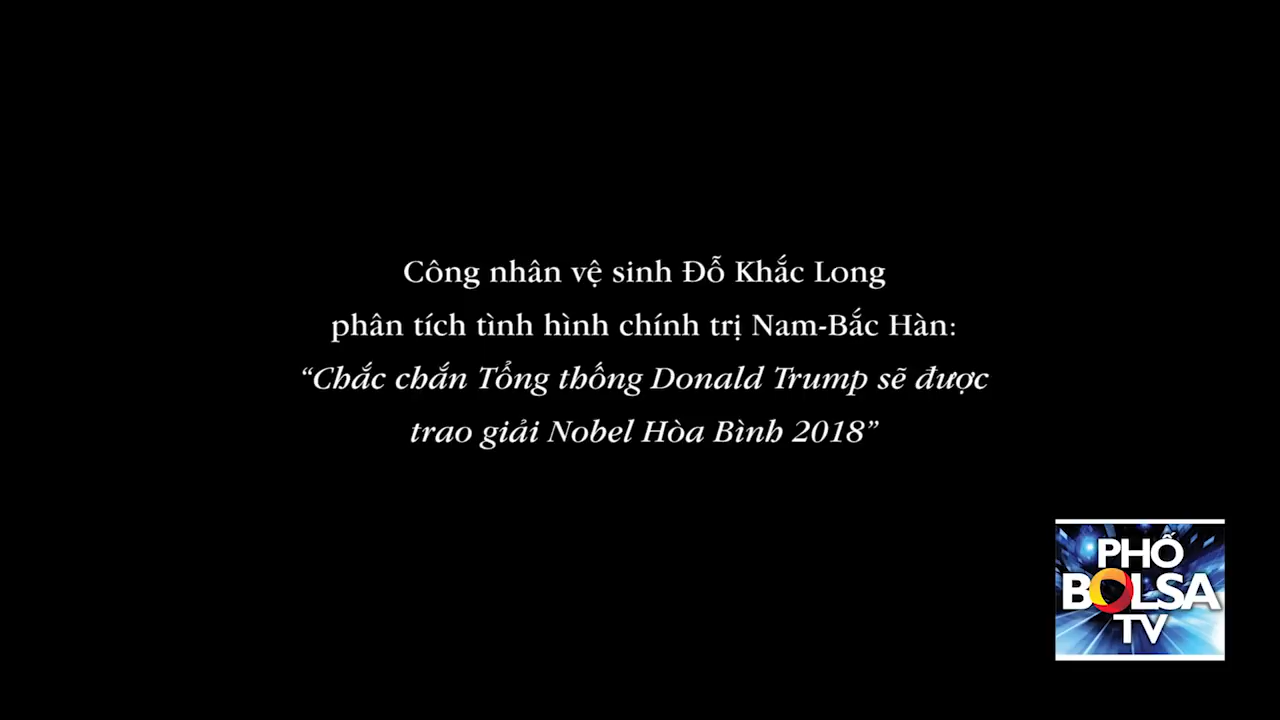 Công nhân vệ sinh Đỗ Khắc Long
phân tích tình hình chính trị Nam-Bắc Hàn:
“Chắc chắn Tổng thống Donald Trump sẽ được
trao giải Nobel Hòa Bình 2018”
PHỐ
BOLSA
TV